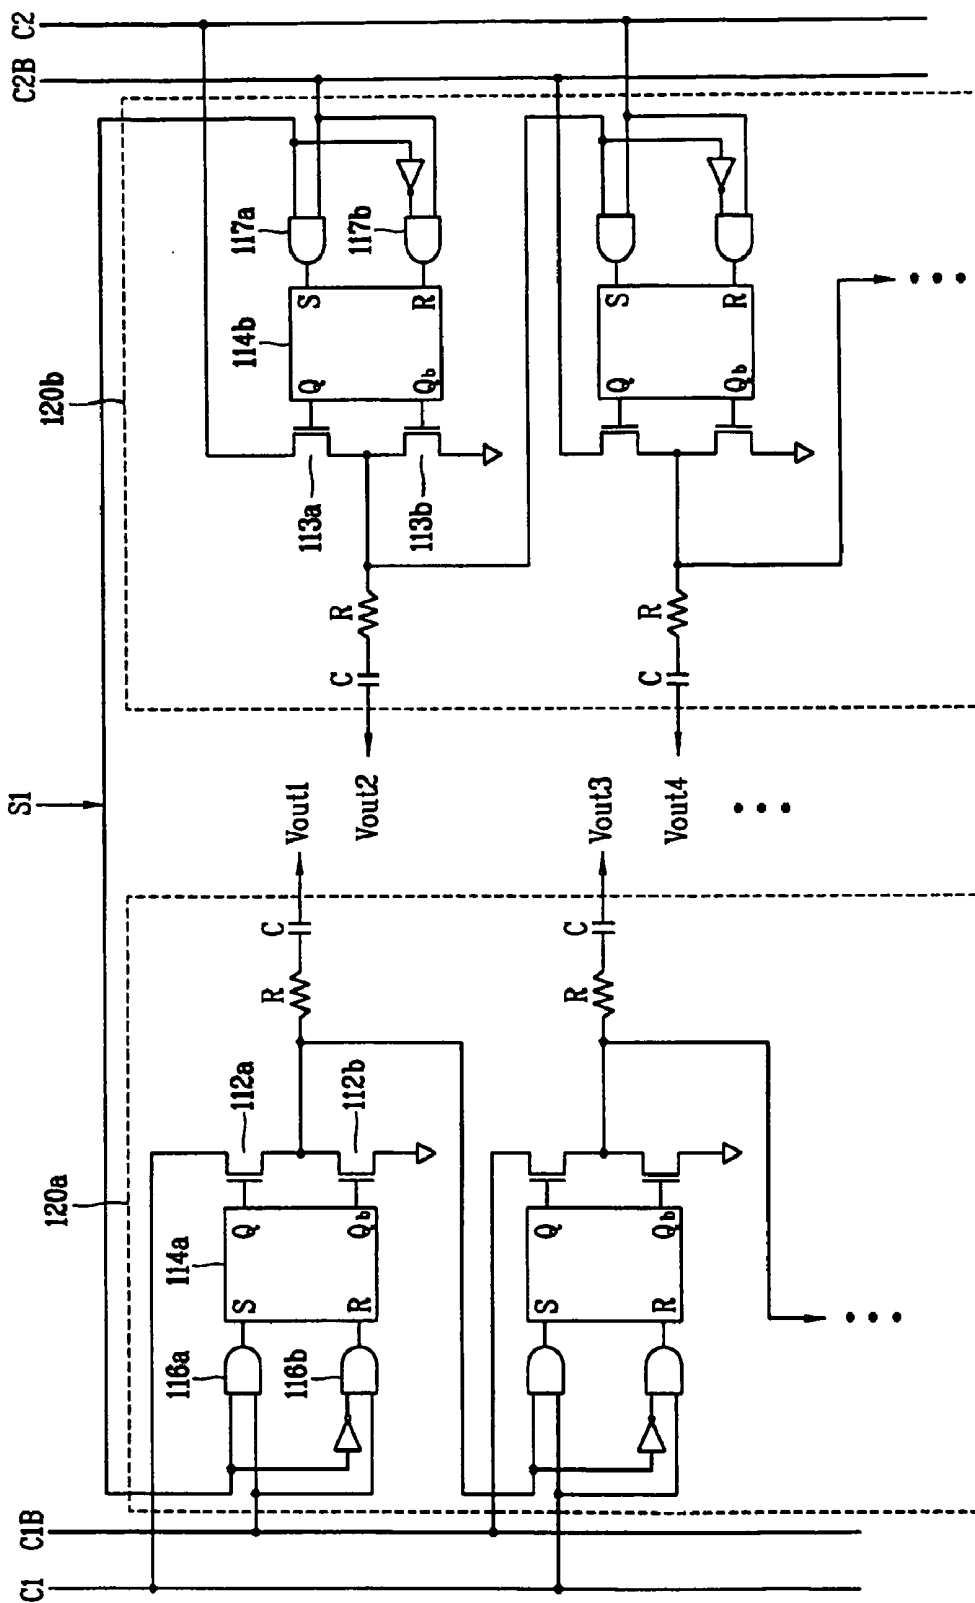 S1
C1
C1B
C2B
C2
120a
120b
116a
116b
114a
S
R
Q
Qb
112a
112b
R
C
Vout1
Vout2
C
R
113a
113b
114b
Q
Qb
S
R
117a
117b
S
R
Q
Qb
R
C
Vout3
Vout4
C
R
Q
Qb
S
R